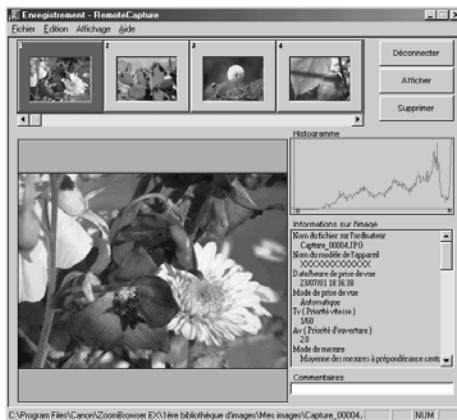 Enregistrement - RemoteCapture
Fichier Edition Affichage Aide
1 2 3 4
Déconnecter
Afficher
Supprimer
Histogramme
Informations sur l'image
Nom du fichier sur l'ordinateur
Capture_00004.JPG
Nom du modèle de l'appareil
XXXXXXXXXXXXX
Date/heure de prise de vue
23/07/01 18:16:38
Mode de prise de vue
Automatique
Tv ( Priorité vitesse )
1/60
Av ( Priorité d'ouverture )
2.0
Mode de mesure
Moyenne des mesures à prépondérance cent
Commentaires
C:\Program Files\Canon\ZoomBrowser EX\1ère bibliothèque d'images\Mes images\Capture_00004. NUM